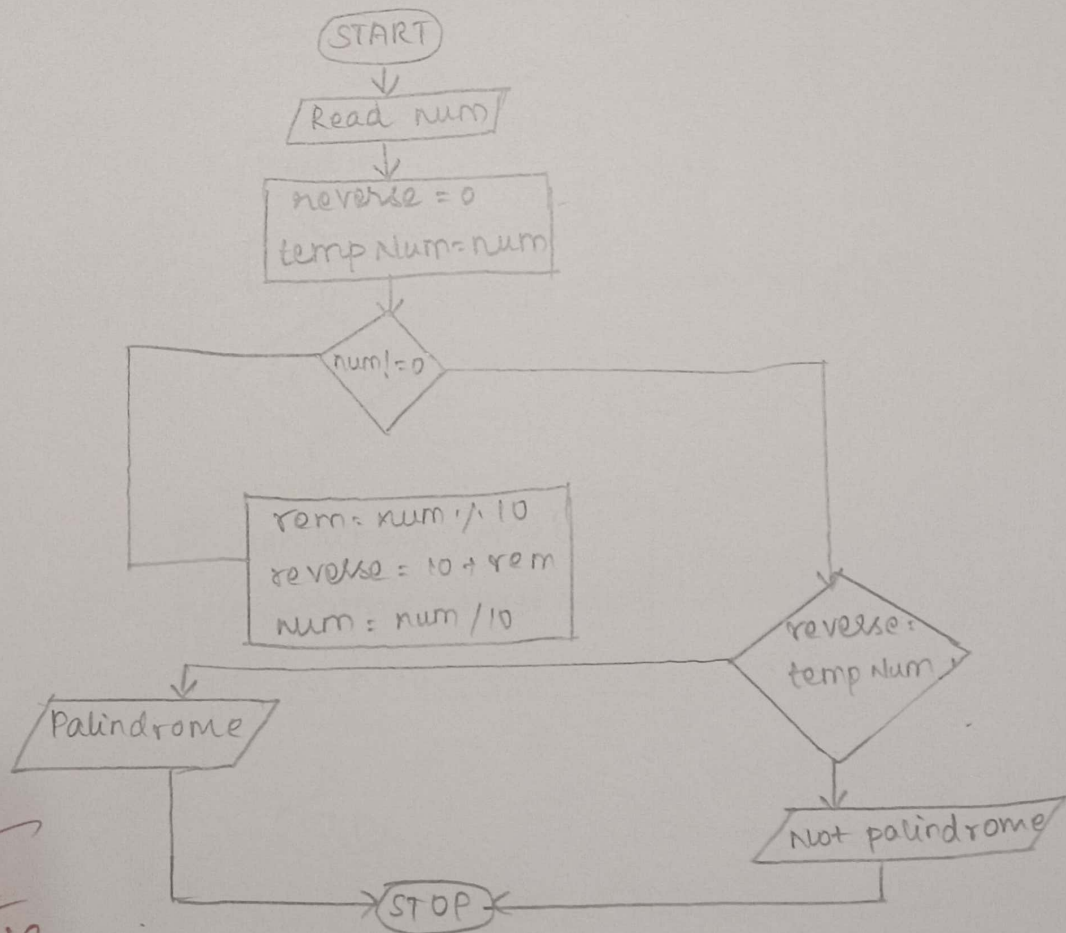 START
Read num
reverse = 0
temp Num = num
num! = 0
rem = num % 10
reverse = 10 + rem
num = num / 10
reverse =
temp Num
Palindrome
Not palindrome
STOP